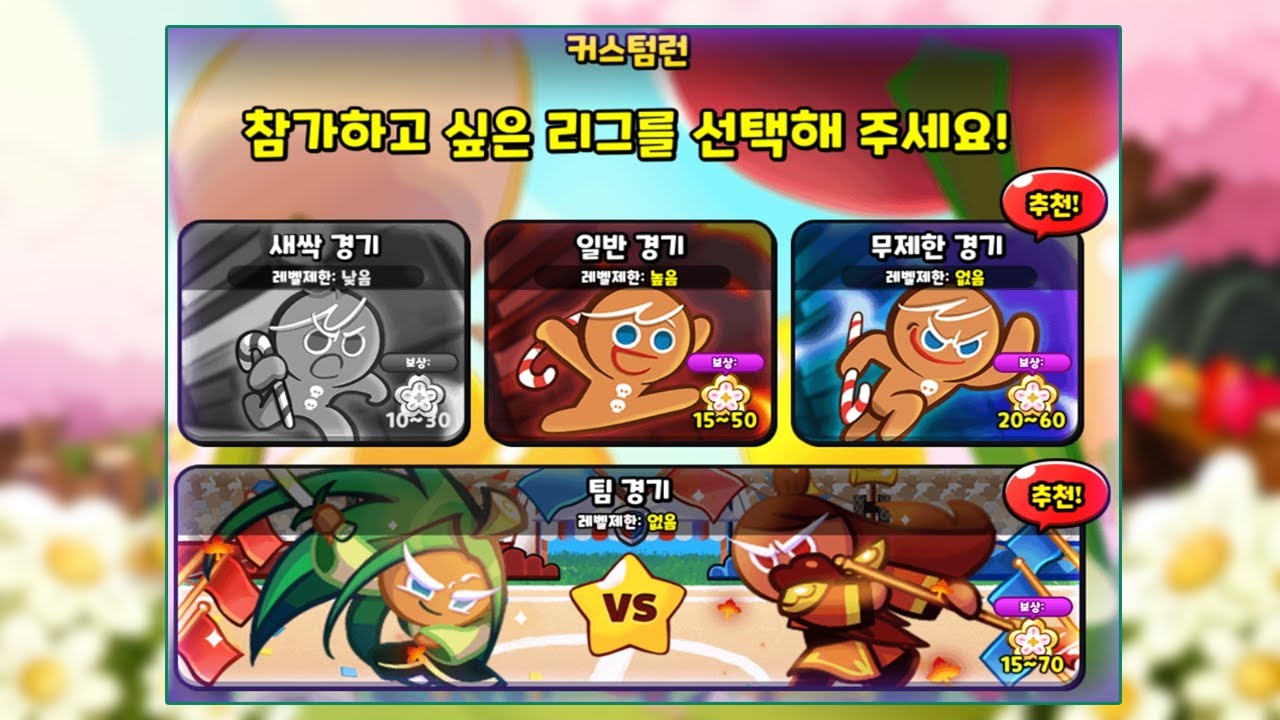 커스텀런
참가하고 싶은 리그를 선택해 주세요!
추천!
새싹 경기
레벨제한: 낮음
보상:
10~30
일반 경기
레벨제한: 높음
보상:
15~50
무제한 경기
레벨제한: 없음
보상:
20~60
추천!
팀 경기
레벨제한: 없음
VS
보상:
15~70